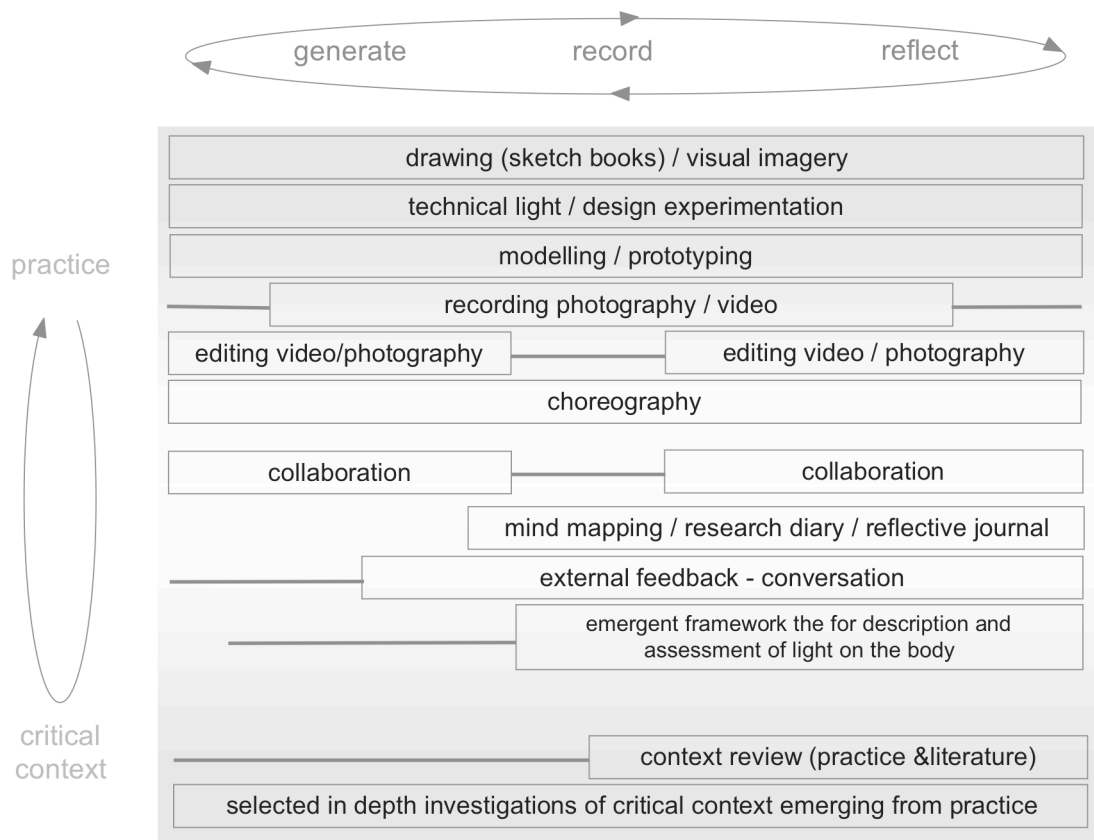 generate record reflect
drawing (sketch books) / visual imagery
technical light / design experimentation
modelling / prototyping
practice
recording photography / video
editing video/photography editing video / photography
choreography
collaboration collaboration
mind mapping / research diary / reflective journal
external feedback - conversation
emergent framework the for description and
assessment of light on the body
critical
context
context review (practice &literature)
selected in depth investigations of critical context emerging from practice